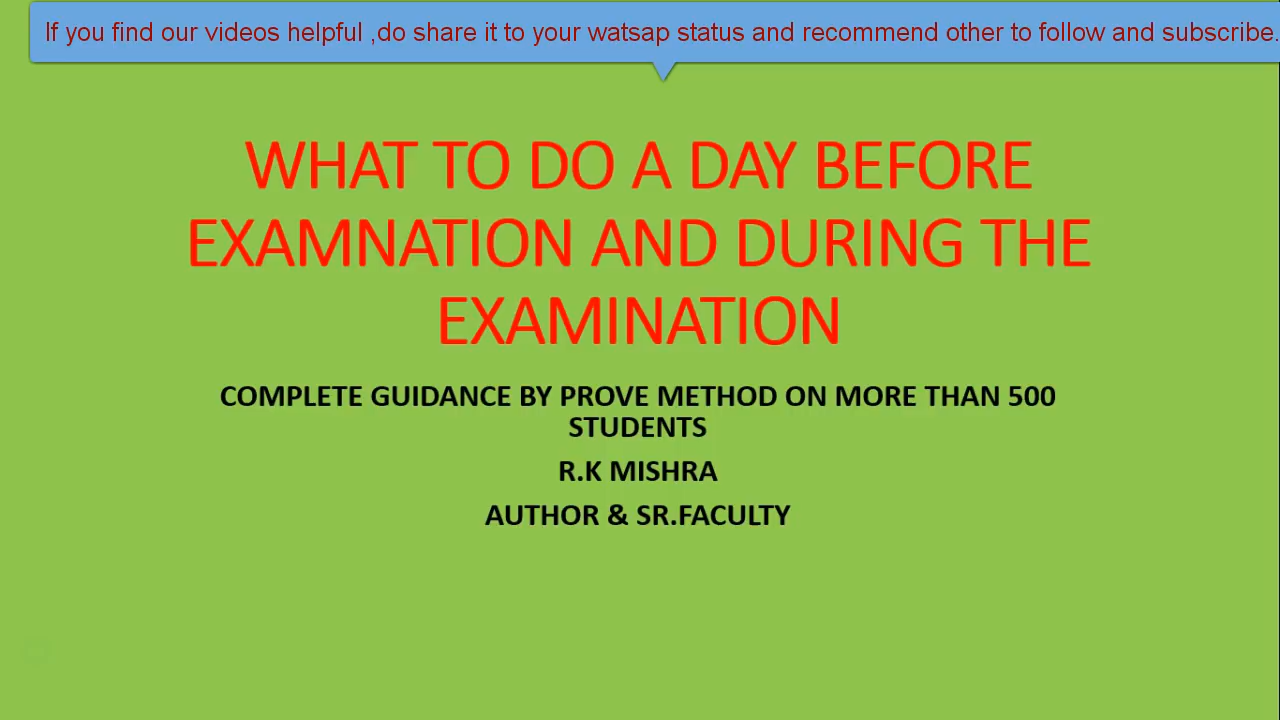 If you find our videos helpful ,do share it to your watsap status and recommend other to follow and subscribe.
WHAT TO DO A DAY BEFORE
EXAMNATION AND DURING THE
EXAMINATION
COMPLETE GUIDANCE BY PROVE METHOD ON MORE THAN 500
STUDENTS
R.K MISHRA
AUTHOR & SR.FACULTY